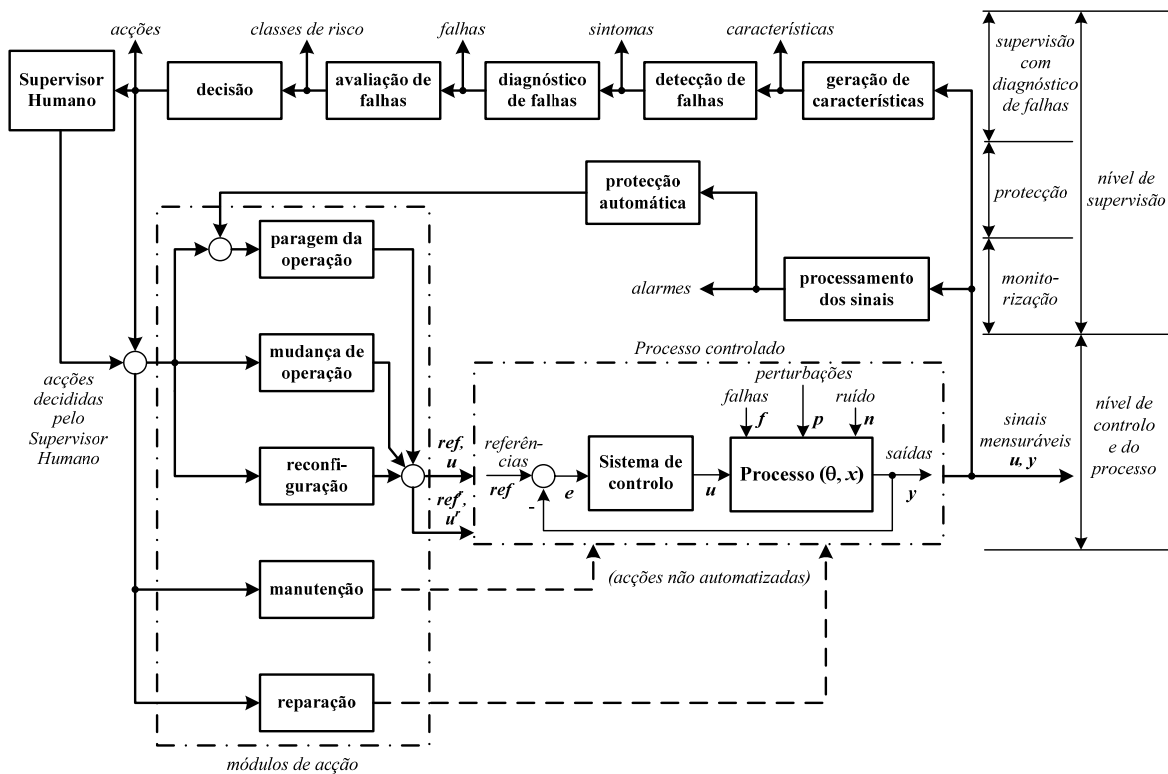 acções
classes de risco
falhas
sintomas
características
Supervisor
Humano
decisão
avaliação de
falhas
diagnóstico
de falhas
detecção de
falhas
geração de
características
supervisão
com
diagnóstico
de falhas
protecção
automática
protecção
nível de
supervisão
paragem da
operação
alarmes
processamento
dos sinais
monito-
rização
mudança de
operação
acções
decididas
pelo
Supervisor
Humano
Processo controlado
perturbações
falhas
ruído
f
p
n
ref,
u
referên-
cias
ref
e
-
Sistema de
controlo
u
Processo (θ, x)
saídas
y
sinais
mensuráveis
u, y
nível de
controlo
e do
processo
reconfi-
guração
refʳ,
uʳ
manutenção
(acções não automatizadas)
reparação
módulos de acção